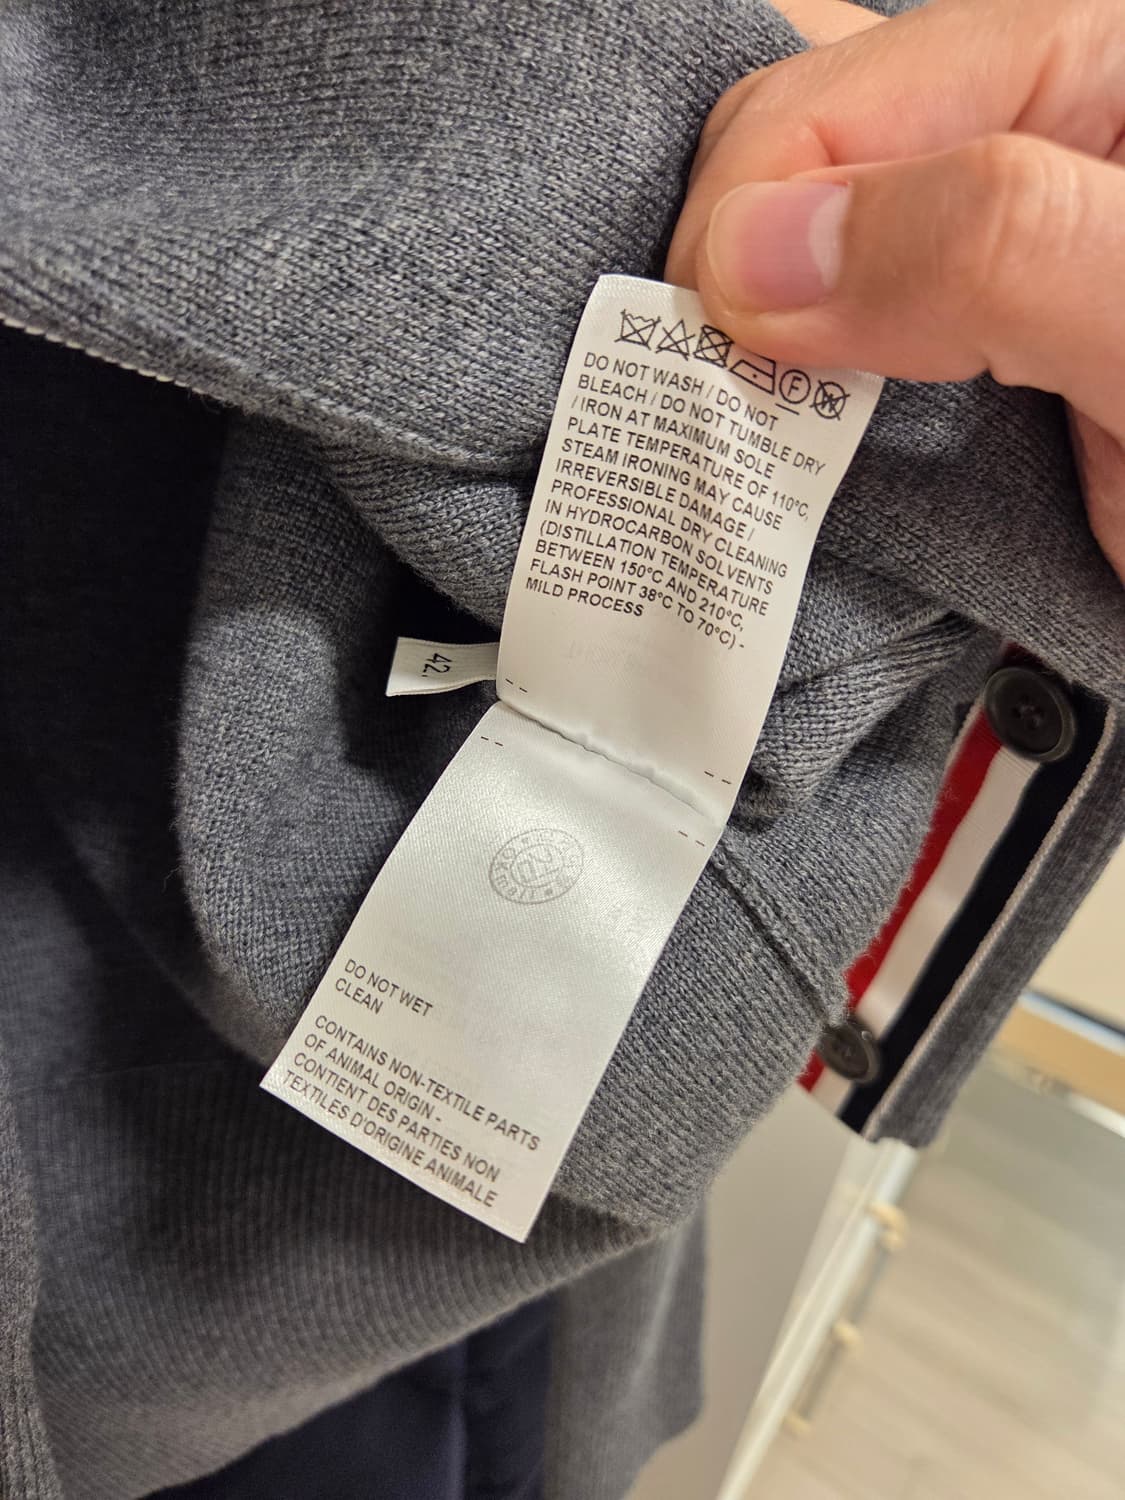 DO NOT WASH / DO NOT
BLEACH / DO NOT TUMBLE DRY
/ IRON AT MAXIMUM SOLE
PLATE TEMPERATURE OF 110°C,
STEAM IRONING MAY CAUSE
IRREVERSIBLE DAMAGE /
PROFESSIONAL DRY CLEANING
IN HYDROCARBON SOLVENTS
(DISTILLATION TEMPERATURE
BETWEEN 150°C AND 210°C,
FLASH POINT 38°C TO 70°C) -
MILD PROCESS
42.
DO NOT WET
CLEAN
CONTAINS NON-TEXTILE PARTS
OF ANIMAL ORIGIN -
CONTIENT DES PARTIES NON
TEXTILES D'ORIGINE ANIMALE